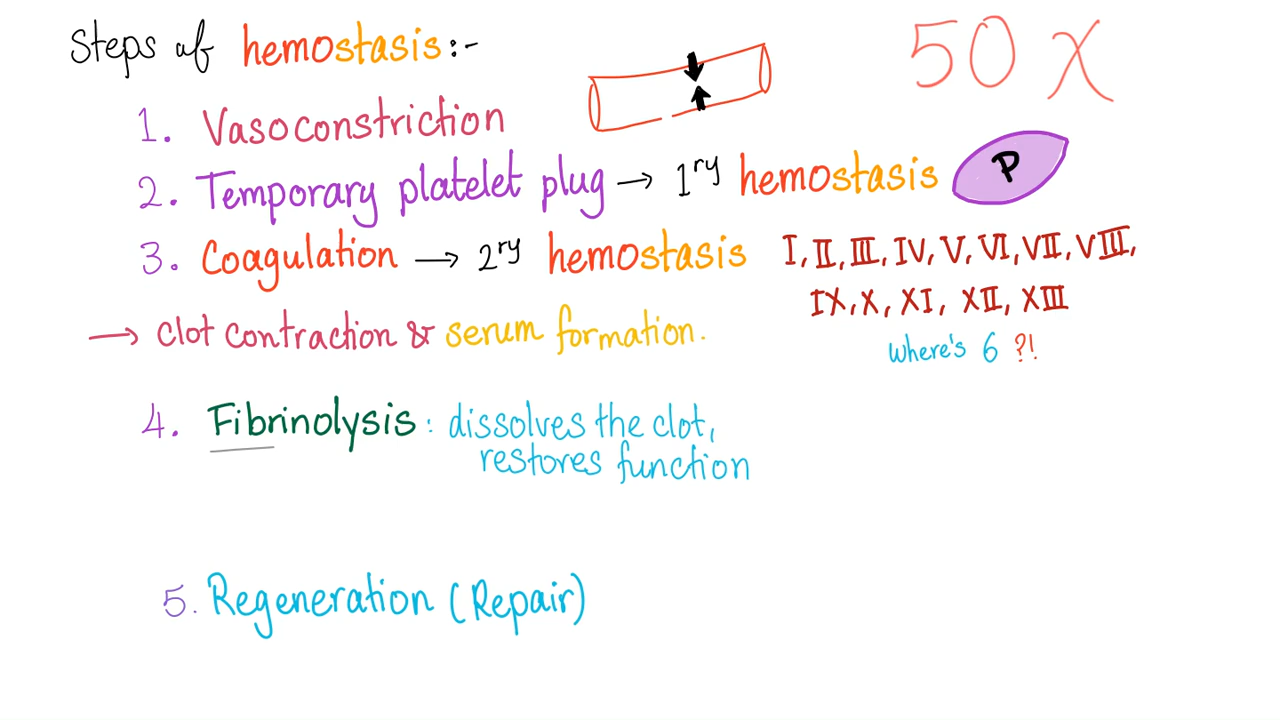 Steps of hemostasis:-
50 X
1. Vasoconstriction
2. Temporary platelet plug → 1ry hemostasis
P
3. Coagulation → 2ry hemostasis
I, II, III, IV, V, VI, VII, VIII,
IX, X, XI, XII, XIII
where's 6 ?!
→ Clot contraction & serum formation.
4. Fibrinolysis: dissolves the clot,
restores function
5. Regeneration (Repair)